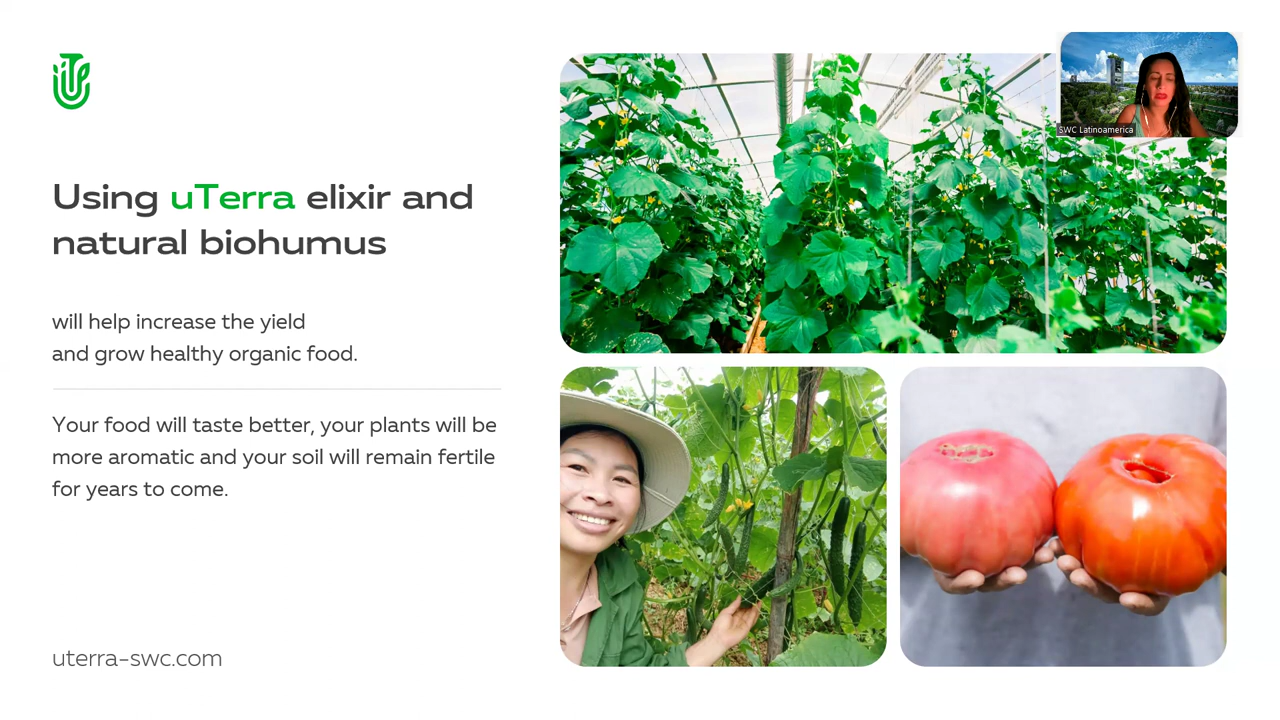 Using uTerra elixir and
natural biohumus
will help increase the yield
and grow healthy organic food.
Your food will taste better, your plants will be
more aromatic and your soil will remain fertile
for years to come.
uterra-swc.com
SWC Latinoamerica